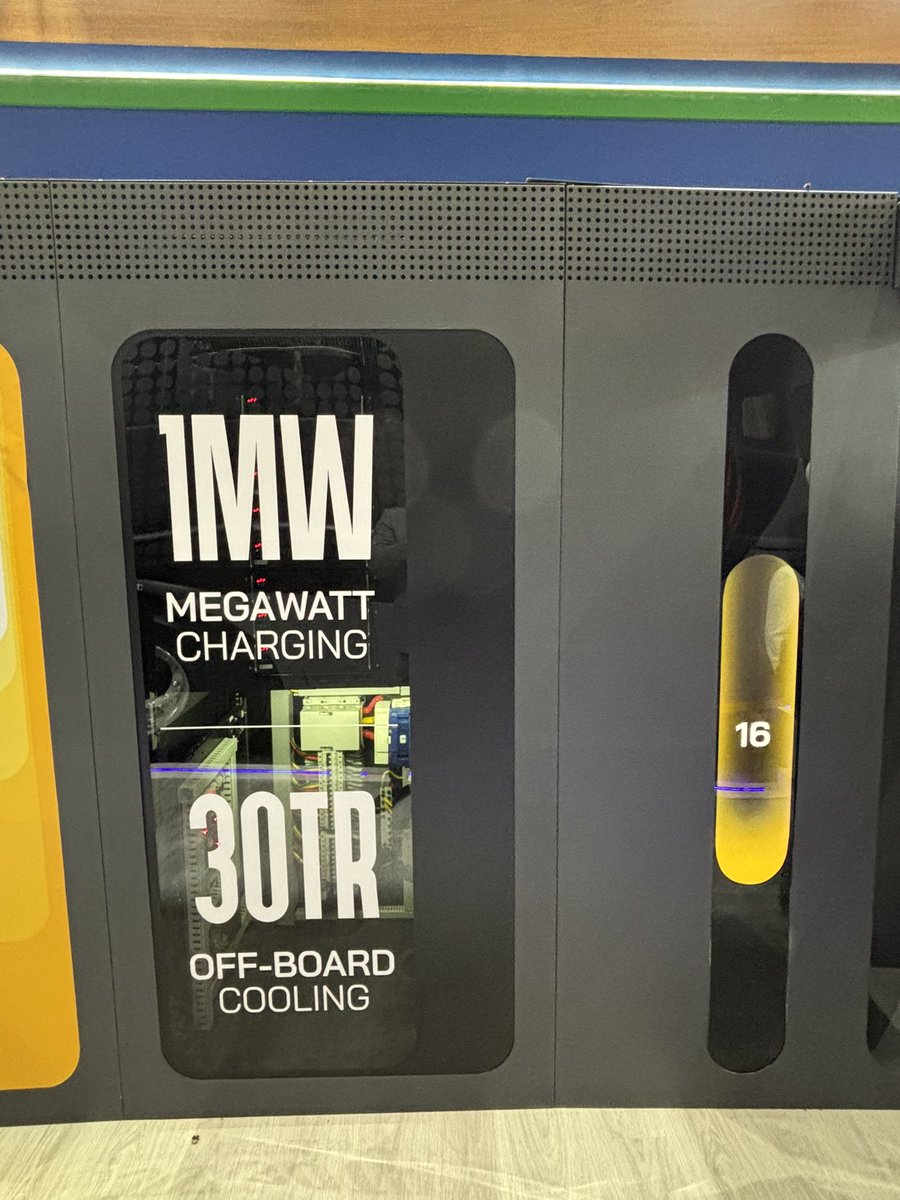 1MW
MEGAWATT
CHARGING
30TR
OFF-BOARD
COOLING
16